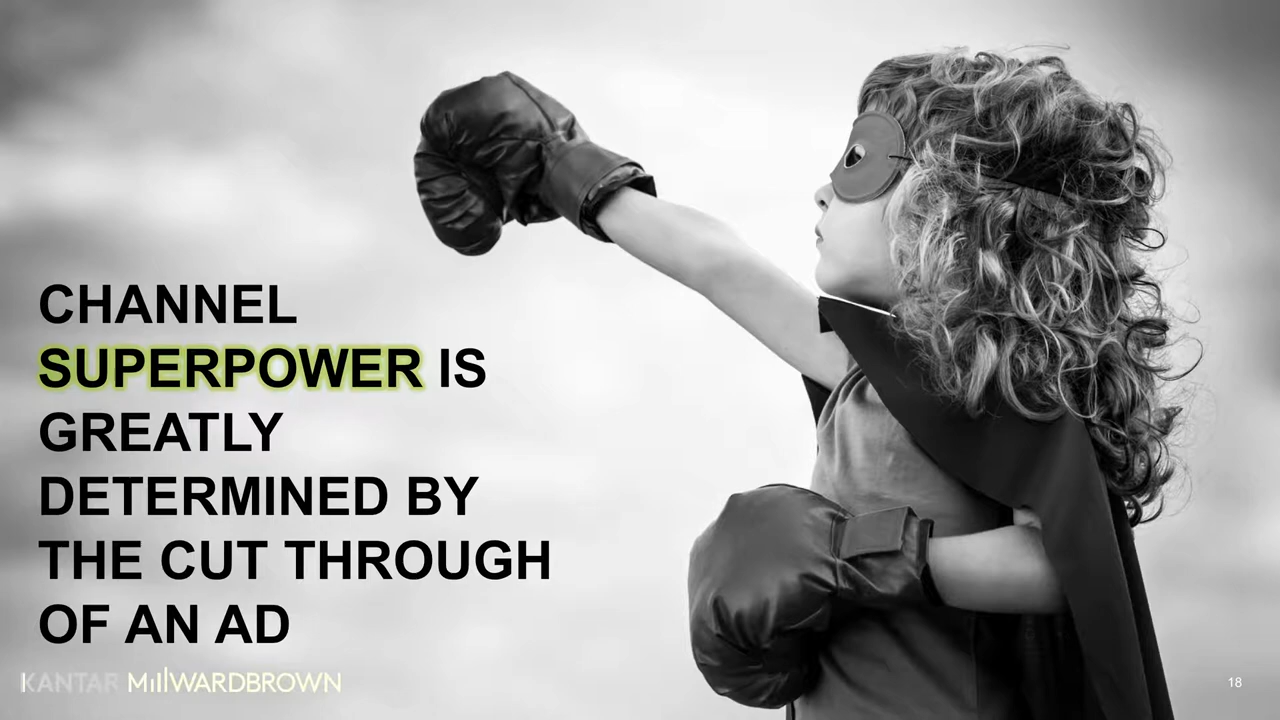 CHANNEL
SUPERPOWER IS
GREATLY
DETERMINED BY
THE CUT THROUGH
OF AN AD
KANTAR MillWARDBROWN
18